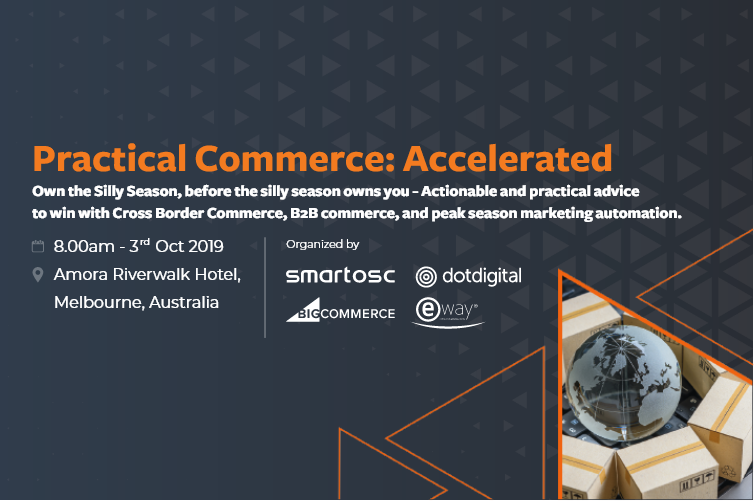 Practical Commerce: Accelerated
Own the Silly Season, before the silly season owns you – Actionable and practical advice
to win with Cross Border Commerce, B2B commerce, and peak season marketing automation.
8.00am - 3rd Oct 2019
Amora Riverwalk Hotel,
Melbourne, Australia
Organized by
smartosc
dotdigital
BIGCOMMERCE
eway®